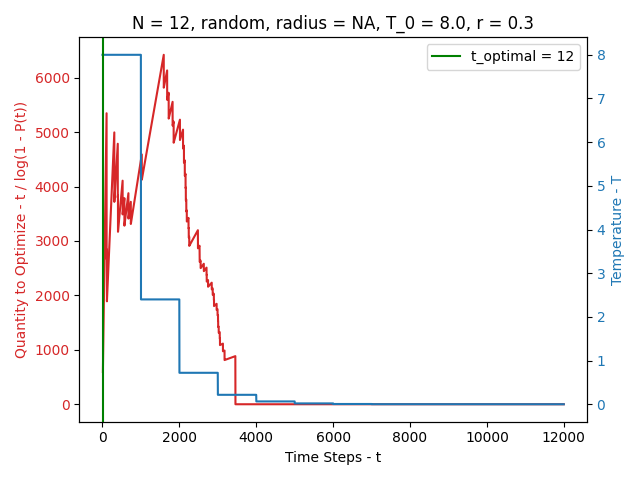 N = 12, random, radius = NA, T_0 = 8.0, r = 0.3
t_optimal = 12
Quantity to Optimize - t / log(1 - P(t))
6000
5000
4000
3000
2000
1000
0
8
7
6
5
4
3
2
1
0
Temperature - T
0 2000 4000 6000 8000 10000 12000
Time Steps - t